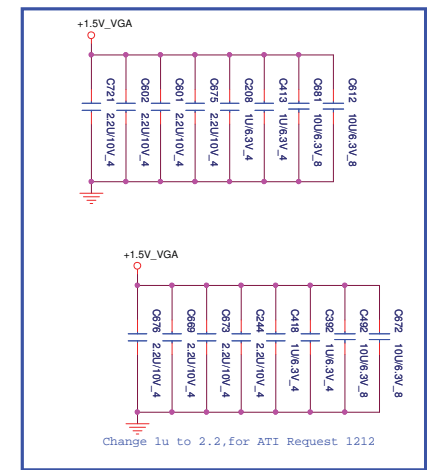 +1.5V_VGA
C721 2.2U/10V_4
C602 2.2U/10V_4
C601 2.2U/10V_4
C675 2.2U/10V_4
C208 1U/6.3V_4
C413 1U/6.3V_4
C681 10U/6.3V_8
C612 10U/6.3V_8
+1.5V_VGA
C676 2.2U/10V_4
C669 2.2U/10V_4
C673 2.2U/10V_4
C244 2.2U/10V_4
C418 1U/6.3V_4
C392 1U/6.3V_4
C492 10U/6.3V_8
C672 10U/6.3V_8
Change 1u to 2.2,for ATI Request 1212